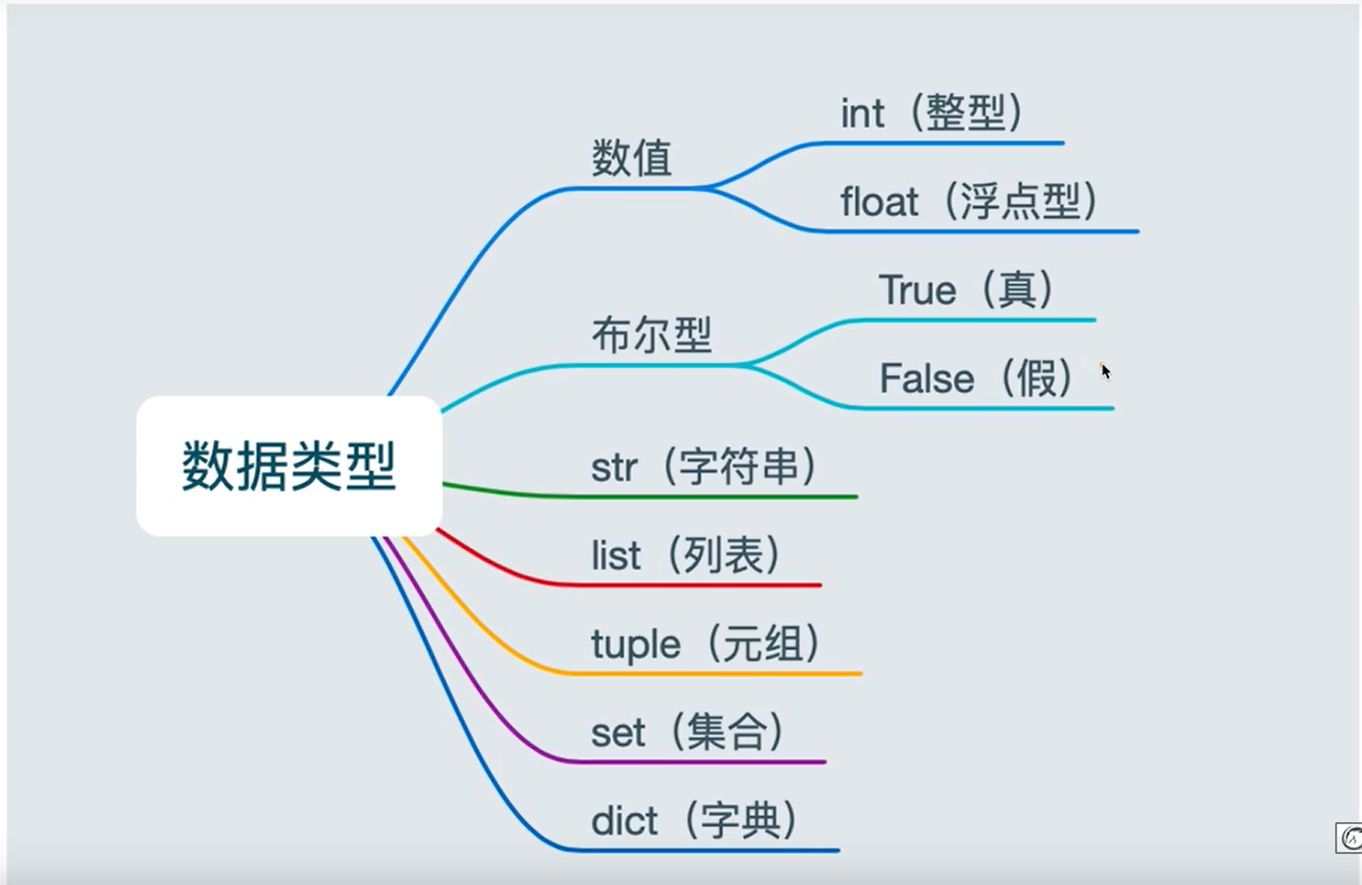 数据类型
数值
int（整型）
float（浮点型）
布尔型
True（真）
False（假）
str（字符串）
list（列表）
tuple（元组）
set（集合）
dict（字典）